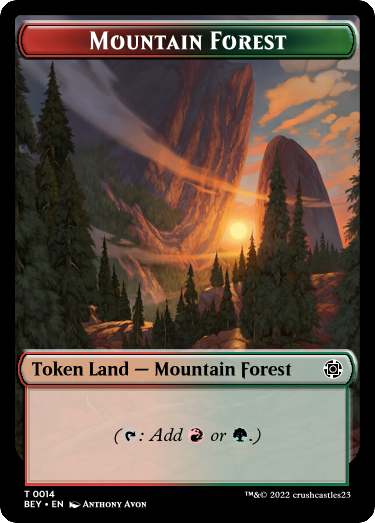 Mountain Forest
Token Land — Mountain Forest
(: Add or .)
T 0014
BEY • EN Anthony Avon
™&© 2022 crushcastles23